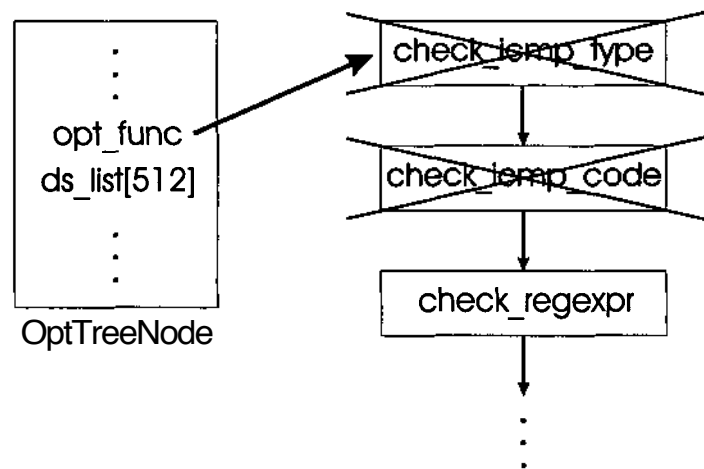 opt_func
ds_list[512]
OptTreeNode
check_icmp_type
check_icmp_code
check_regexpr